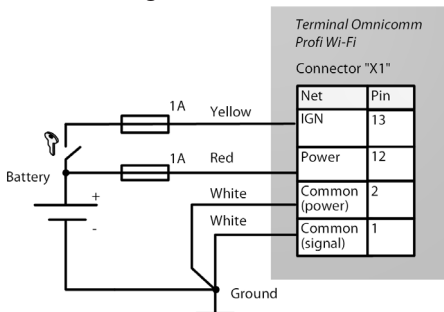 Terminal Omnicomm
Profi Wi-Fi
Connector "X1"
Net Pin
1A Yellow IGN 13
1A Red Power 12
Battery
+
-
White Common (power) 2
White Common (signal) 1
Ground